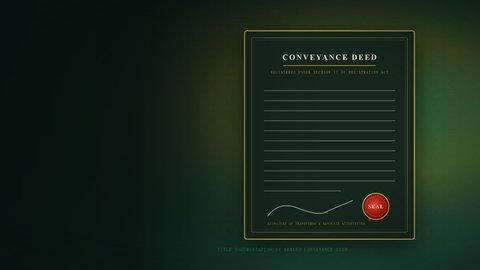 CONVEYANCE DEED
REGISTERED UNDER SECTION 17 OF REGISTRATION ACT
SEAL
SIGNATURE OF TRANSFEROR & ADVOCATE ATTESTATION
TITLE DOCUMENTATION SEALED CONVEYANCE DEED